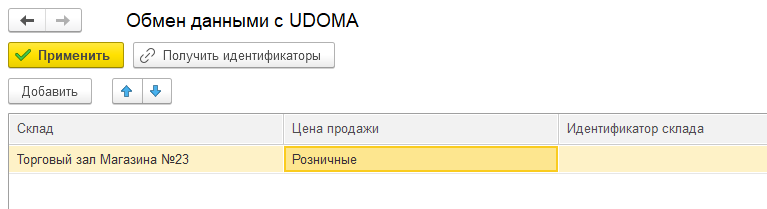 Обмен данными с UDOMA
Применить Получить идентификаторы
Добавить
Склад Цена продажи Идентификатор склада
Торговый зал Магазина №23 Розничные